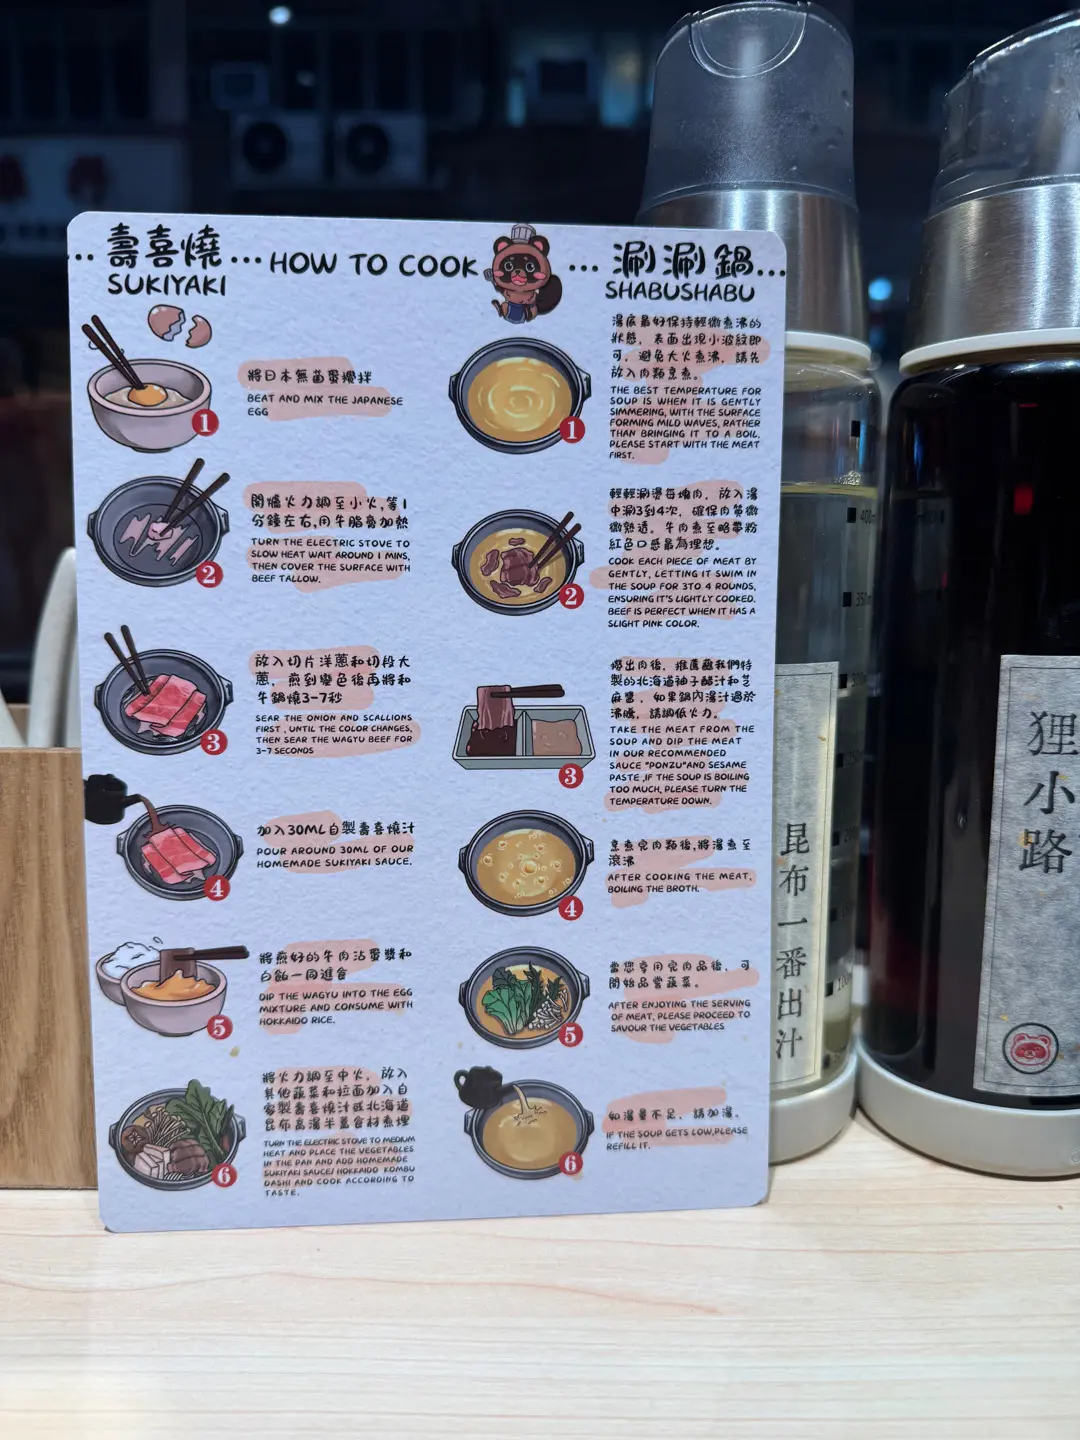 壽喜燒
SUKIYAKI
HOW TO COOK
涮涮鍋
SHABUSHABU
1
將日本無菌蛋攪拌
BEAT AND MIX THE JAPANESE
EGG
2
開爐火力調至小火,等1
分鐘左右,用牛脂膏加熱
TURN THE ELECTRIC STOVE TO
SLOW HEAT WAIT AROUND 1 MINS,
THEN COVER THE SURFACE WITH
BEEF TALLOW.
3
放入切片洋蔥和切段大
蔥，煎到變色後再將和
牛鍋燒3-7秒
SEAR THE ONION AND SCALLIONS
FIRST , UNTIL THE COLOR CHANGES,
THEN SEAR THE WAGYU BEEF FOR
3-7 SECONDS
4
加入30ML自製壽喜燒汁
POUR AROUND 30ML OF OUR
HOMEMADE SUKIYAKI SAUCE.
5
將煎好的牛肉沾蛋漿和
白飯一同進食
DIP THE WAGYU INTO THE EGG
MIXTURE AND CONSUME WITH
HOKKAIDO RICE.
6
將火力調至中火，放入
其他蔬菜和拉面加入自
家製壽喜燒汁或北海道
昆布高湯半蓋食材煮埋
TURN THE ELECTRIC STOVE TO MEDIUM
HEAT AND PLACE THE VEGETABLES
IN THE PAN AND ADD HOMEMADE
SUKIYAKI SAUCE/ HOKKAIDO KOMBU
DASHI AND COOK ACCORDING TO
TASTE.
1
湯底最好保持輕微煮沸的
狀態，表面出現小波紋即
可，避免大火煮沸，請先
放入肉類烹煮。
THE BEST TEMPERATURE FOR
SOUP IS WHEN IT IS GENTLY
SIMMERING, WITH THE SURFACE
FORMING MILD WAVES, RATHER
THAN BRINGING IT TO A BOIL.
PLEASE START WITH THE MEAT
FIRST.
2
輕輕涮燙每塊肉，放入湯
中涮3到4次，確保肉質微
微熟透。牛肉煮至略帶粉
紅色口感最為理想。
COOK EACH PIECE OF MEAT BY
GENTLY, LETTING IT SWIM IN
THE SOUP FOR 3TO 4 ROUNDS,
ENSURING IT'S LIGHTLY COOKED.
BEEF IS PERFECT WHEN IT HAS A
SLIGHT PINK COLOR.
3
撈出肉後，推薦蘸我們特
製的北海道柚子醋汁和芝
麻醬，如果鍋內湯汁過於
沸騰，請調低火力。
TAKE THE MEAT FROM THE
SOUP AND DIP THE MEAT
IN OUR RECOMMENDED
SAUCE "PONZU"AND SESAME
PASTE ,IF THE SOUP IS BOILING
TOO MUCH, PLEASE TURN THE
TEMPERATURE DOWN.
4
烹煮完肉類後,將湯煮至
滾沸
AFTER COOKING THE MEAT,
BOILING THE BROTH.
5
當您享用完肉品後，可
開始品嘗蔬菜。
AFTER ENJOYING THE SERVING
OF MEAT, PLEASE PROCEED TO
SAVOUR THE VEGETABLES
6
如湯量不足，請加湯。
IF THE SOUP GETS LOW,PLEASE
REFILL IT.
昆布一番出汁
狸小路